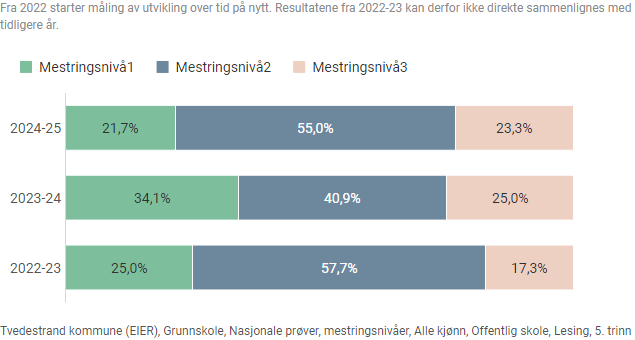 Fra 2022 starter måling av utvikling over tid på nytt. Resultatene fra 2022-23 kan derfor ikke direkte sammenlignes med
tidligere år.
Mestringsnivå1 Mestringsnivå2 Mestringsnivå3
2024-25 21,7% 55,0% 23,3%
2023-24 34,1% 40,9% 25,0%
2022-23 25,0% 57,7% 17,3%
Tvedestrand kommune (EIER), Grunnskole, Nasjonale prøver, mestringsnivåer, Alle kjønn, Offentlig skole, Lesing, 5. trinn